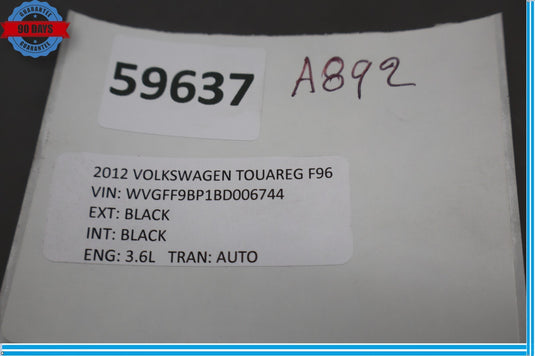 GUARANTEE
90 DAYS
GUARANTEE
59637
A892
2012 VOLKSWAGEN TOUAREG F96
VIN: WVGFF9BP1BD006744
EXT: BLACK
INT: BLACK
ENG: 3.6L TRAN: AUTO